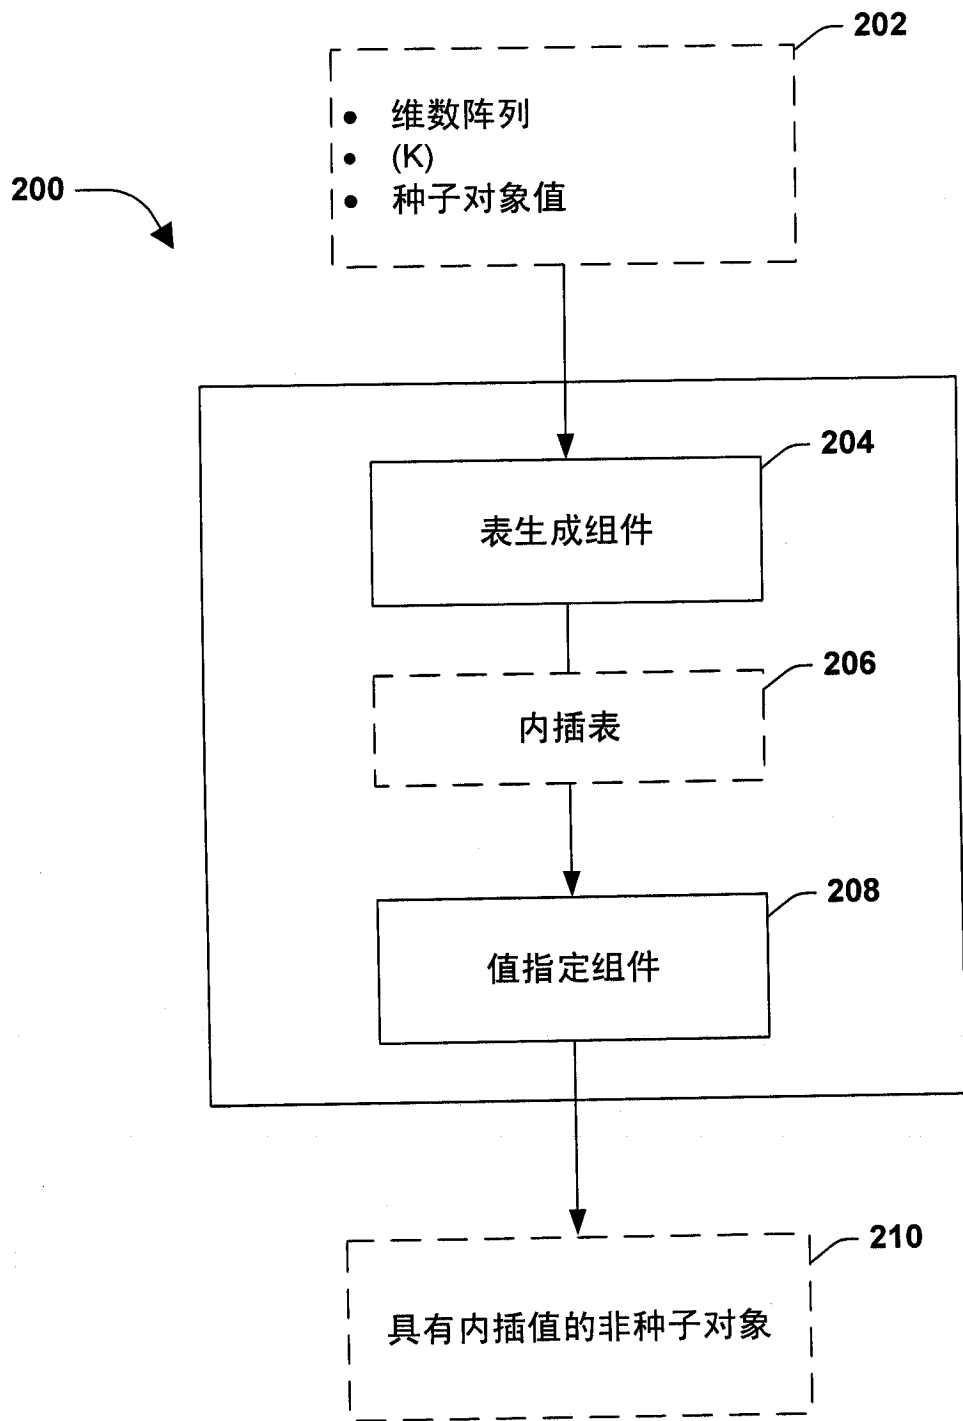 202
• 维数阵列
• (K)
• 种子对象值
200
204
表生成组件
206
内插表
208
值指定组件
210
具有内插值的非种子对象